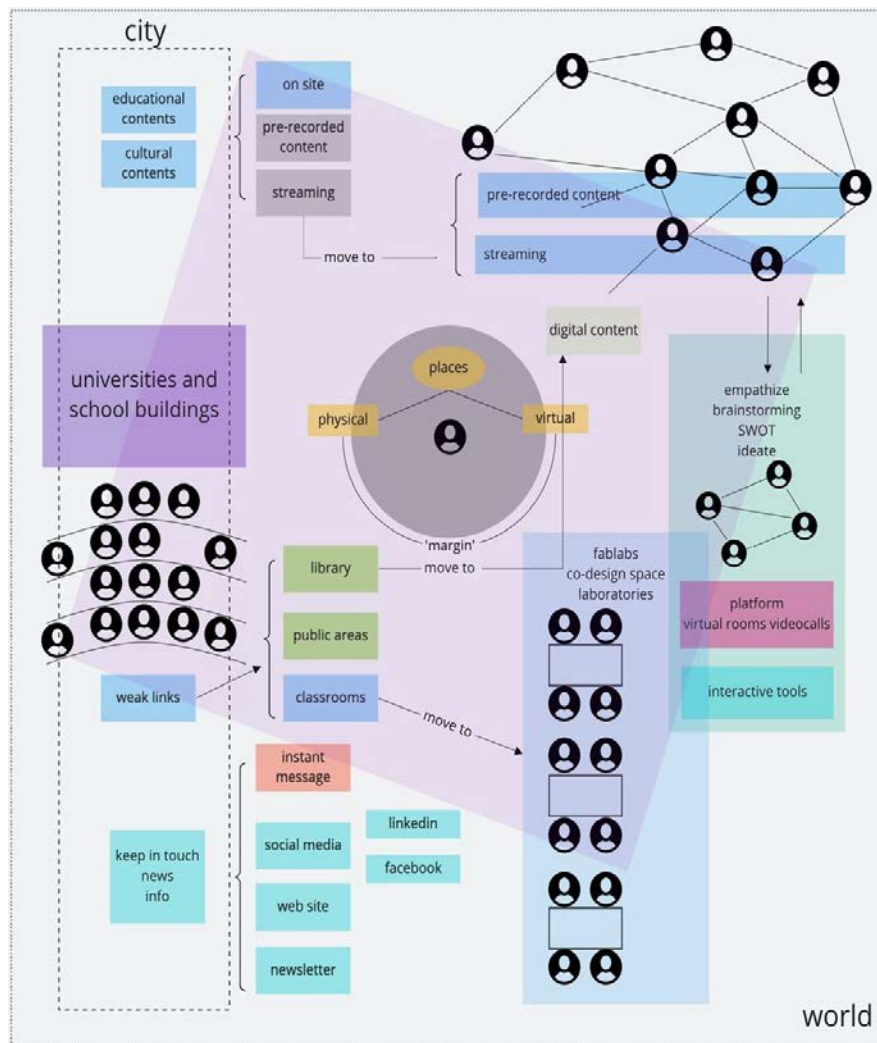 city
educational
contents
cultural
contents
on site
pre-recorded
content
streaming
move to
pre-recorded content
streaming
digital content
universities and
school buildings
places
physical
virtual
'margin'
empathize
brainstorming
SWOT
ideate
library
move to
public areas
weak links
classrooms
move to
fablabs
co-design space
laboratories
platform
virtual rooms videocalls
interactive tools
instant
message
keep in touch
news
info
social media
linkedin
facebook
web site
newsletter
world